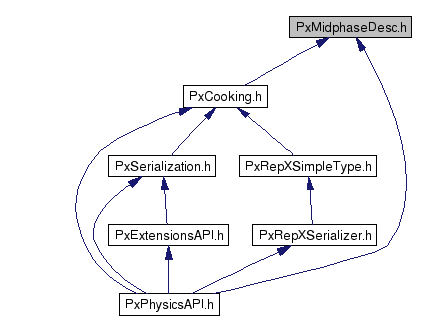 PxMidphaseDesc.h
PxCooking.h
PxSerialization.h
PxRepXSimpleType.h
PxExtensionsAPI.h
PxRepXSerializer.h
PxPhysicsAPI.h